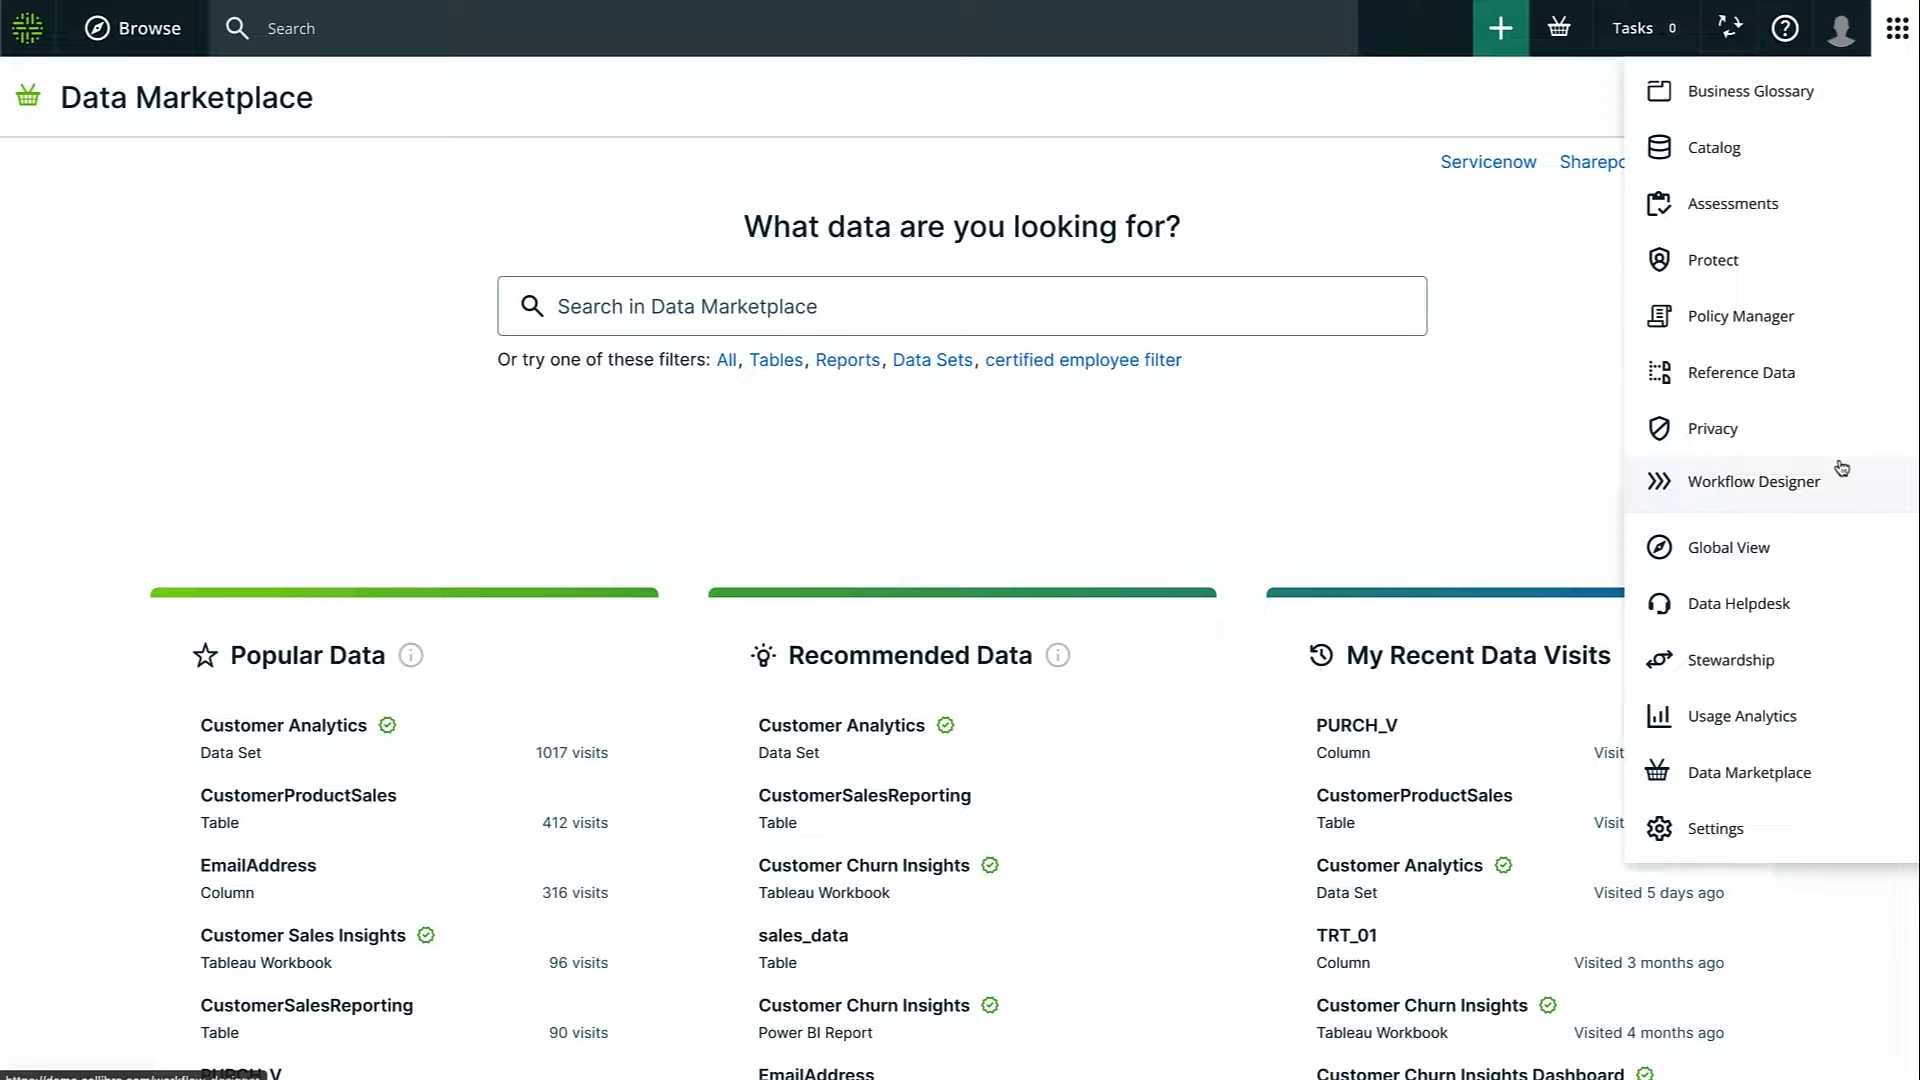 Browse
Search
Tasks 0
Data Marketplace
Servicenow Sharepo
What data are you looking for?
Search in Data Marketplace
Or try one of these filters: All, Tables, Reports, Data Sets, certified employee filter
Business Glossary
Catalog
Assessments
Protect
Policy Manager
Reference Data
Privacy
Workflow Designer
Global View
Data Helpdesk
Stewardship
Usage Analytics
Data Marketplace
Settings
Popular Data
Customer Analytics
Data Set 1017 visits
CustomerProductSales
Table 412 visits
EmailAddress
Column 316 visits
Customer Sales Insights
Tableau Workbook 96 visits
CustomerSalesReporting
Table 90 visits
PURCH_V
Recommended Data
Customer Analytics
Data Set
CustomerSalesReporting
Table
Customer Churn Insights
Tableau Workbook
sales_data
Table
Customer Churn Insights
Power BI Report
EmailAddress
My Recent Data Visits
PURCH_V
Column Visit
CustomerProductSales
Table Visit
Customer Analytics
Data Set Visited 5 days ago
TRT_01
Column Visited 3 months ago
Customer Churn Insights
Tableau Workbook Visited 4 months ago
Customer Churn Insights Dashboard